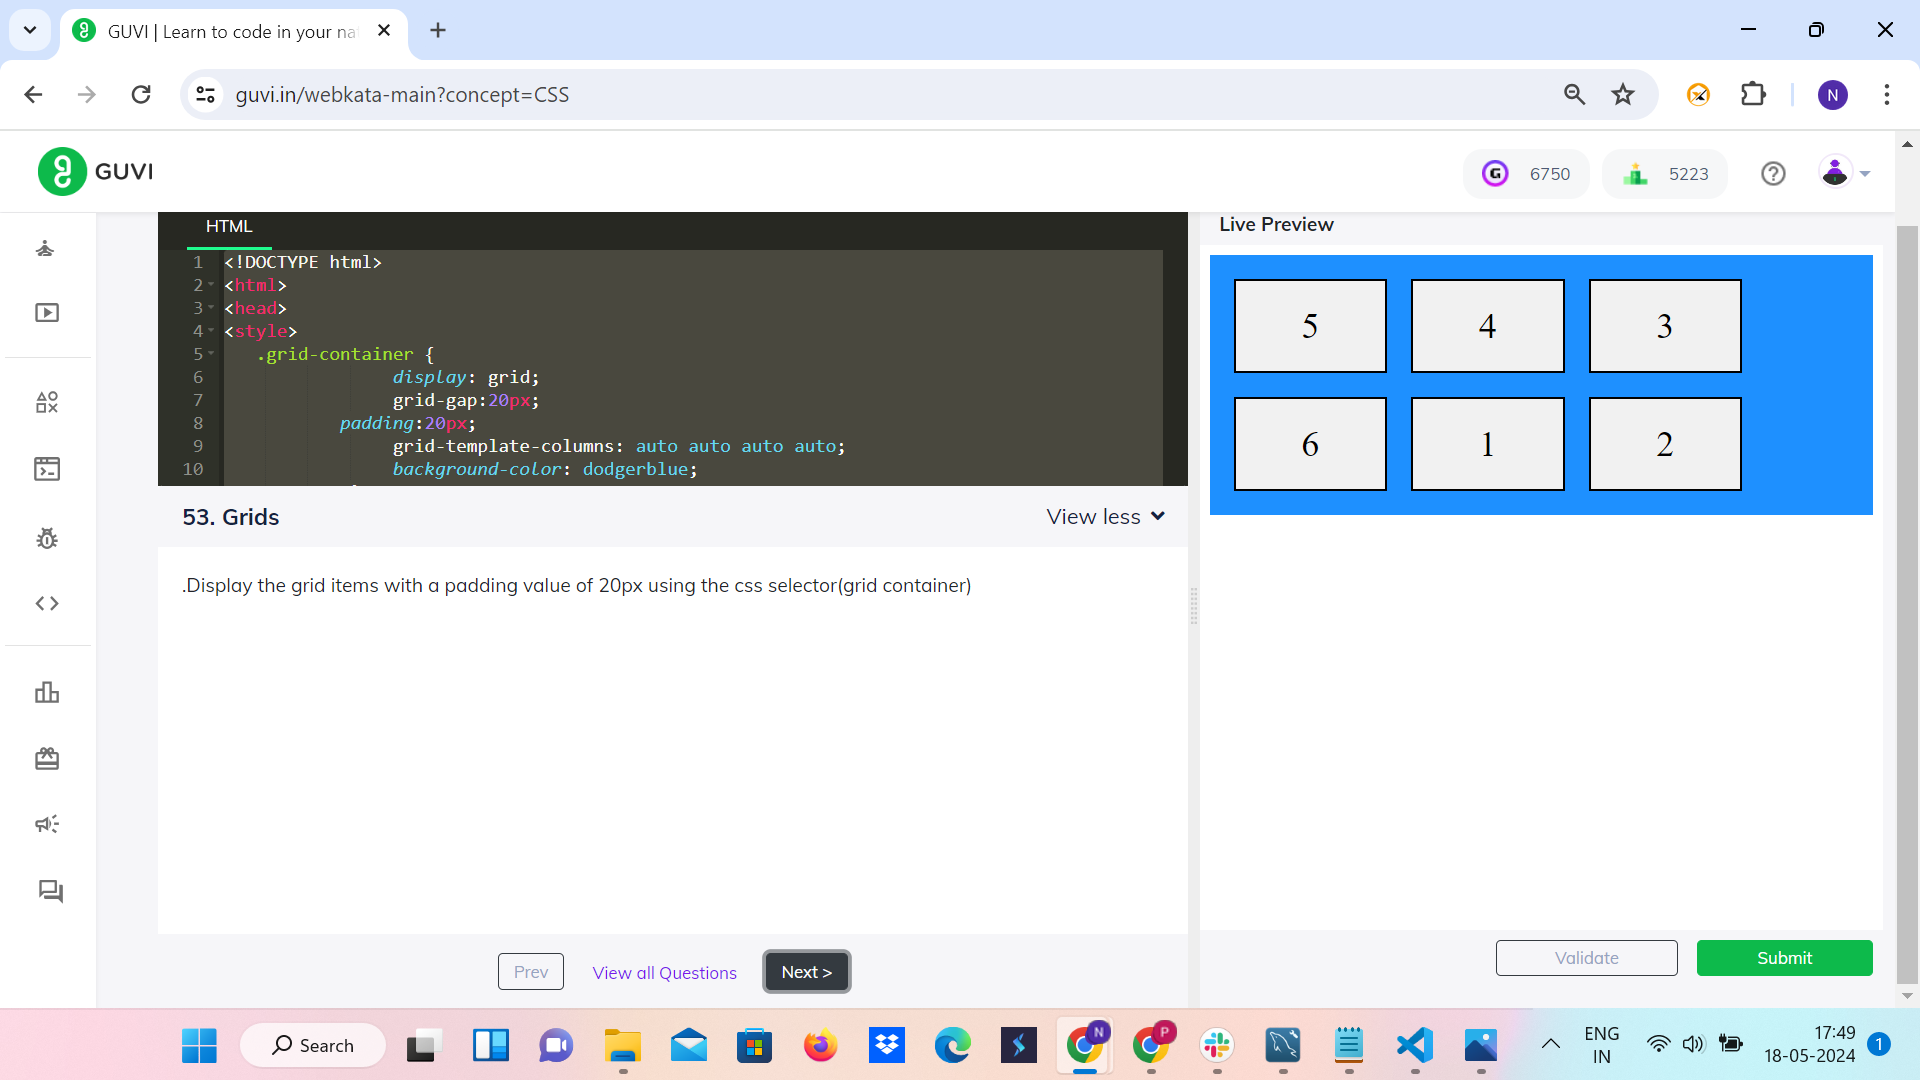 GUVI | Learn to code in your na
guvi.in/webkata-main?concept=CSS
N
GUVI
G 6750
5223
HTML
Live Preview
1 <!DOCTYPE html>
2 <html>
3 <head>
4 <style>
5 .grid-container {
6 display: grid;
7 grid-gap:20px;
8 padding:20px;
9 grid-template-columns: auto auto auto auto;
10 background-color: dodgerblue;
5 4 3
6 1 2
53. Grids
View less
.Display the grid items with a padding value of 20px using the css selector(grid container)
Prev
View all Questions
Next >
Validate
Submit
Search
N
P
ENG
IN
17:49
18-05-2024
1